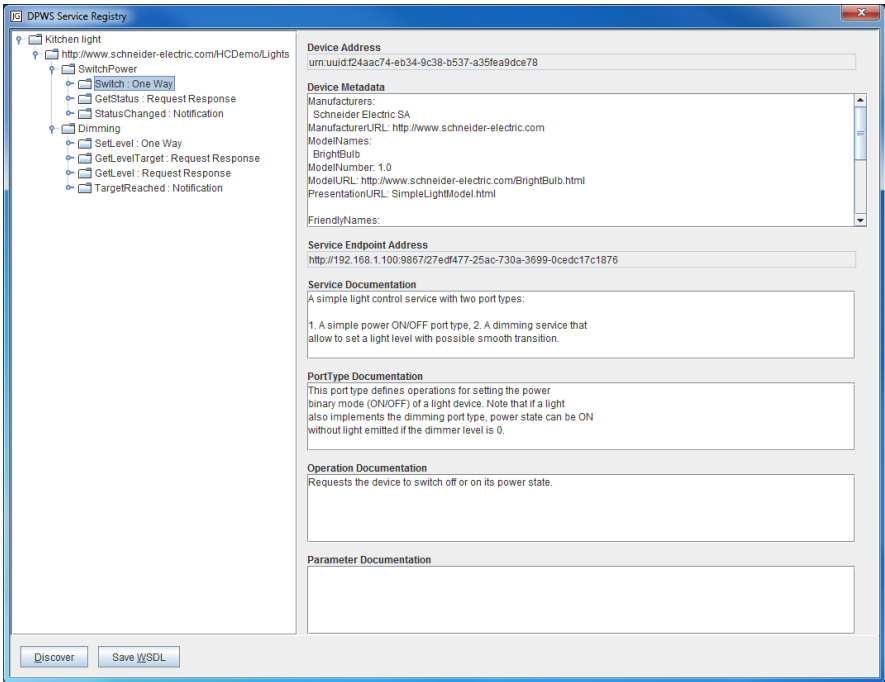 JG DPWS Service Registry
Kitchen light
http://www.schneider-electric.com/HCDemo/Lights
SwitchPower
Switch : One Way
GetStatus : Request Response
StatusChanged : Notification
Dimming
SetLevel : One Way
GetLevelTarget : Request Response
GetLevel : Request Response
TargetReached : Notification
Device Address
urn:uuid:f24aac74-eb34-9c38-b537-a35fea9dce78
Device Metadata
Manufacturers:
Schneider Electric SA
ManufacturerURL: http://www.schneider-electric.com
ModelNames:
BrightBulb
ModelNumber: 1.0
ModelURL: http://www.schneider-electric.com/BrightBulb.html
PresentationURL: SimpleLightModel.html
FriendlyNames:
Service Endpoint Address
http://192.168.1.100:9867/27edf477-25ac-730a-3699-0cedc17c1876
Service Documentation
A simple light control service with two port types:
1. A simple power ON/OFF port type, 2. A dimming service that
allow to set a light level with possible smooth transition.
PortType Documentation
This port type defines operations for setting the power
binary mode (ON/OFF) of a light device. Note that if a light
also implements the dimming port type, power state can be ON
without light emitted if the dimmer level is 0.
Operation Documentation
Requests the device to switch off or on its power state.
Parameter Documentation
Discover
Save WSDL